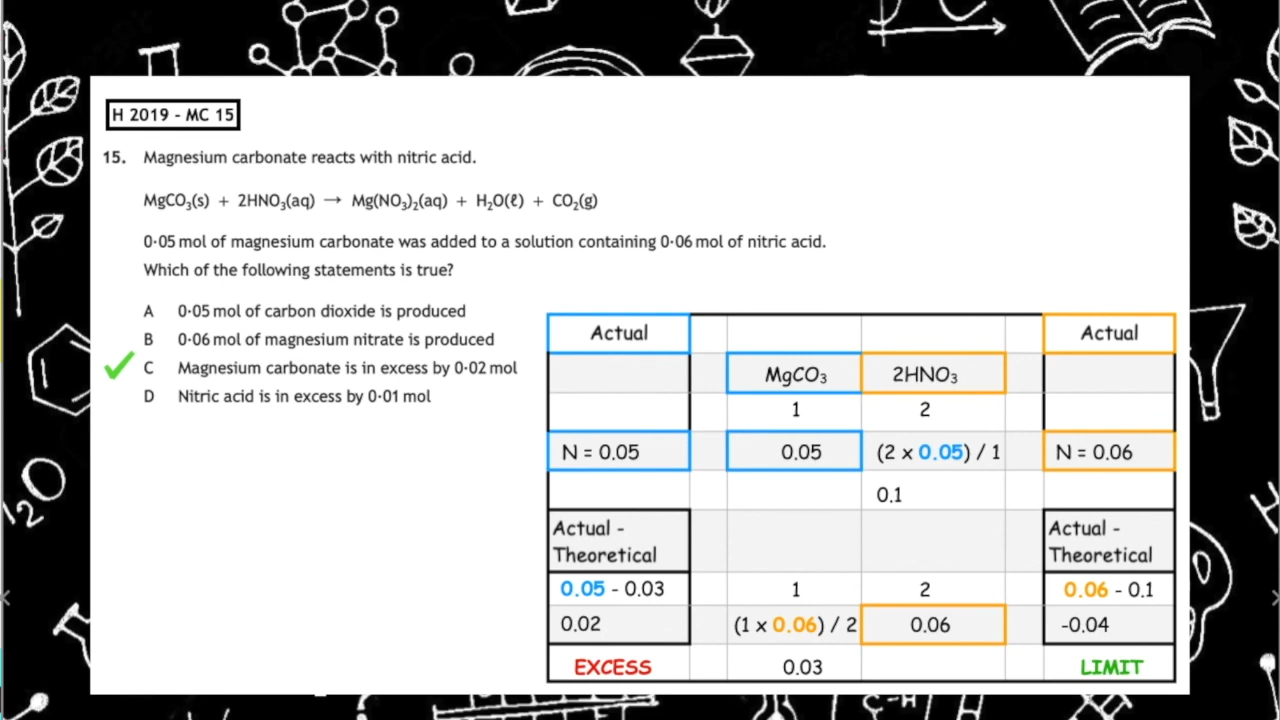 H 2019 - MC 15
15. Magnesium carbonate reacts with nitric acid.
MgCO₃(s) + 2HNO₃(aq) → Mg(NO₃)₂(aq) + H₂O(ℓ) + CO₂(g)
0·05 mol of magnesium carbonate was added to a solution containing 0·06 mol of nitric acid.
Which of the following statements is true?
A 0·05 mol of carbon dioxide is produced
B 0·06 mol of magnesium nitrate is produced
C Magnesium carbonate is in excess by 0·02 mol
D Nitric acid is in excess by 0·01 mol
Actual Actual
MgCO₃ 2HNO₃
1 2
N = 0.05 0.05 (2 x 0.05) / 1 N = 0.06
0.1
Actual - Actual -
Theoretical Theoretical
0.05 - 0.03 1 2 0.06 - 0.1
0.02 (1 x 0.06) / 2 0.06 -0.04
EXCESS 0.03 LIMIT
H₂O
C-H